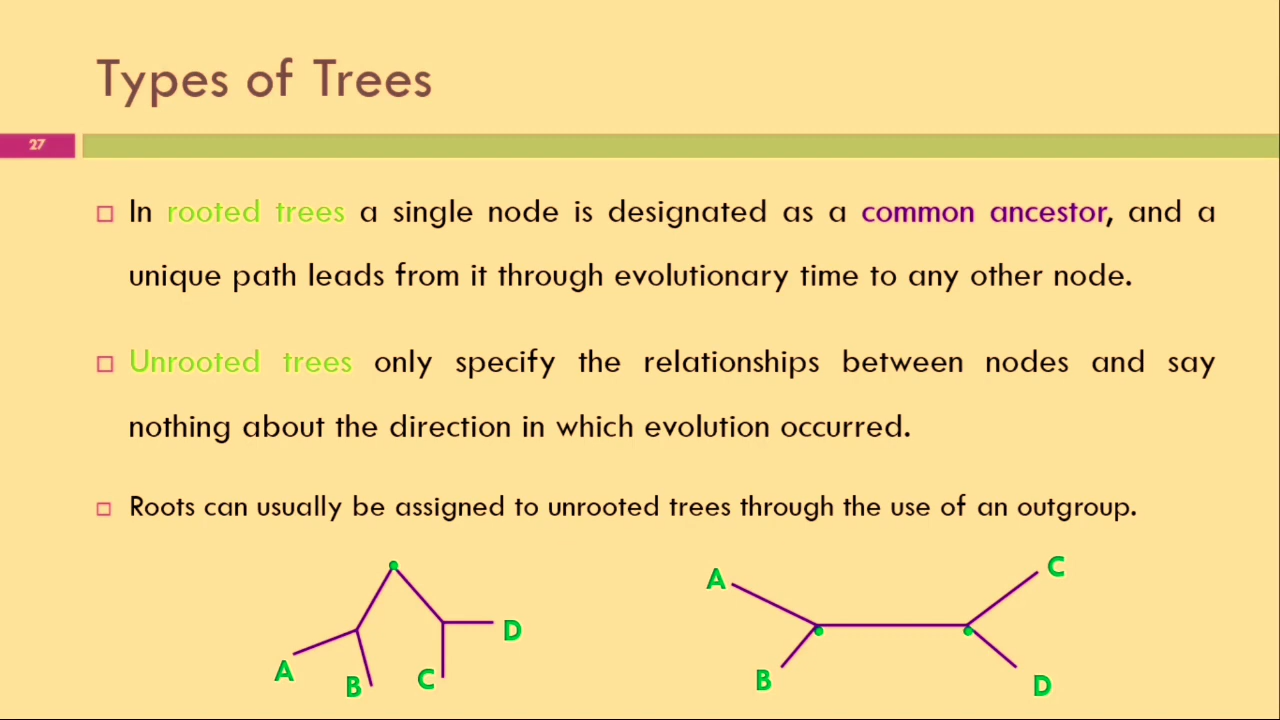 Types of Trees
27
In rooted trees a single node is designated as a common ancestor, and a
unique path leads from it through evolutionary time to any other node.
Unrooted trees only specify the relationships between nodes and say
nothing about the direction in which evolution occurred.
Roots can usually be assigned to unrooted trees through the use of an outgroup.
A
B
C
D
A
B
C
D